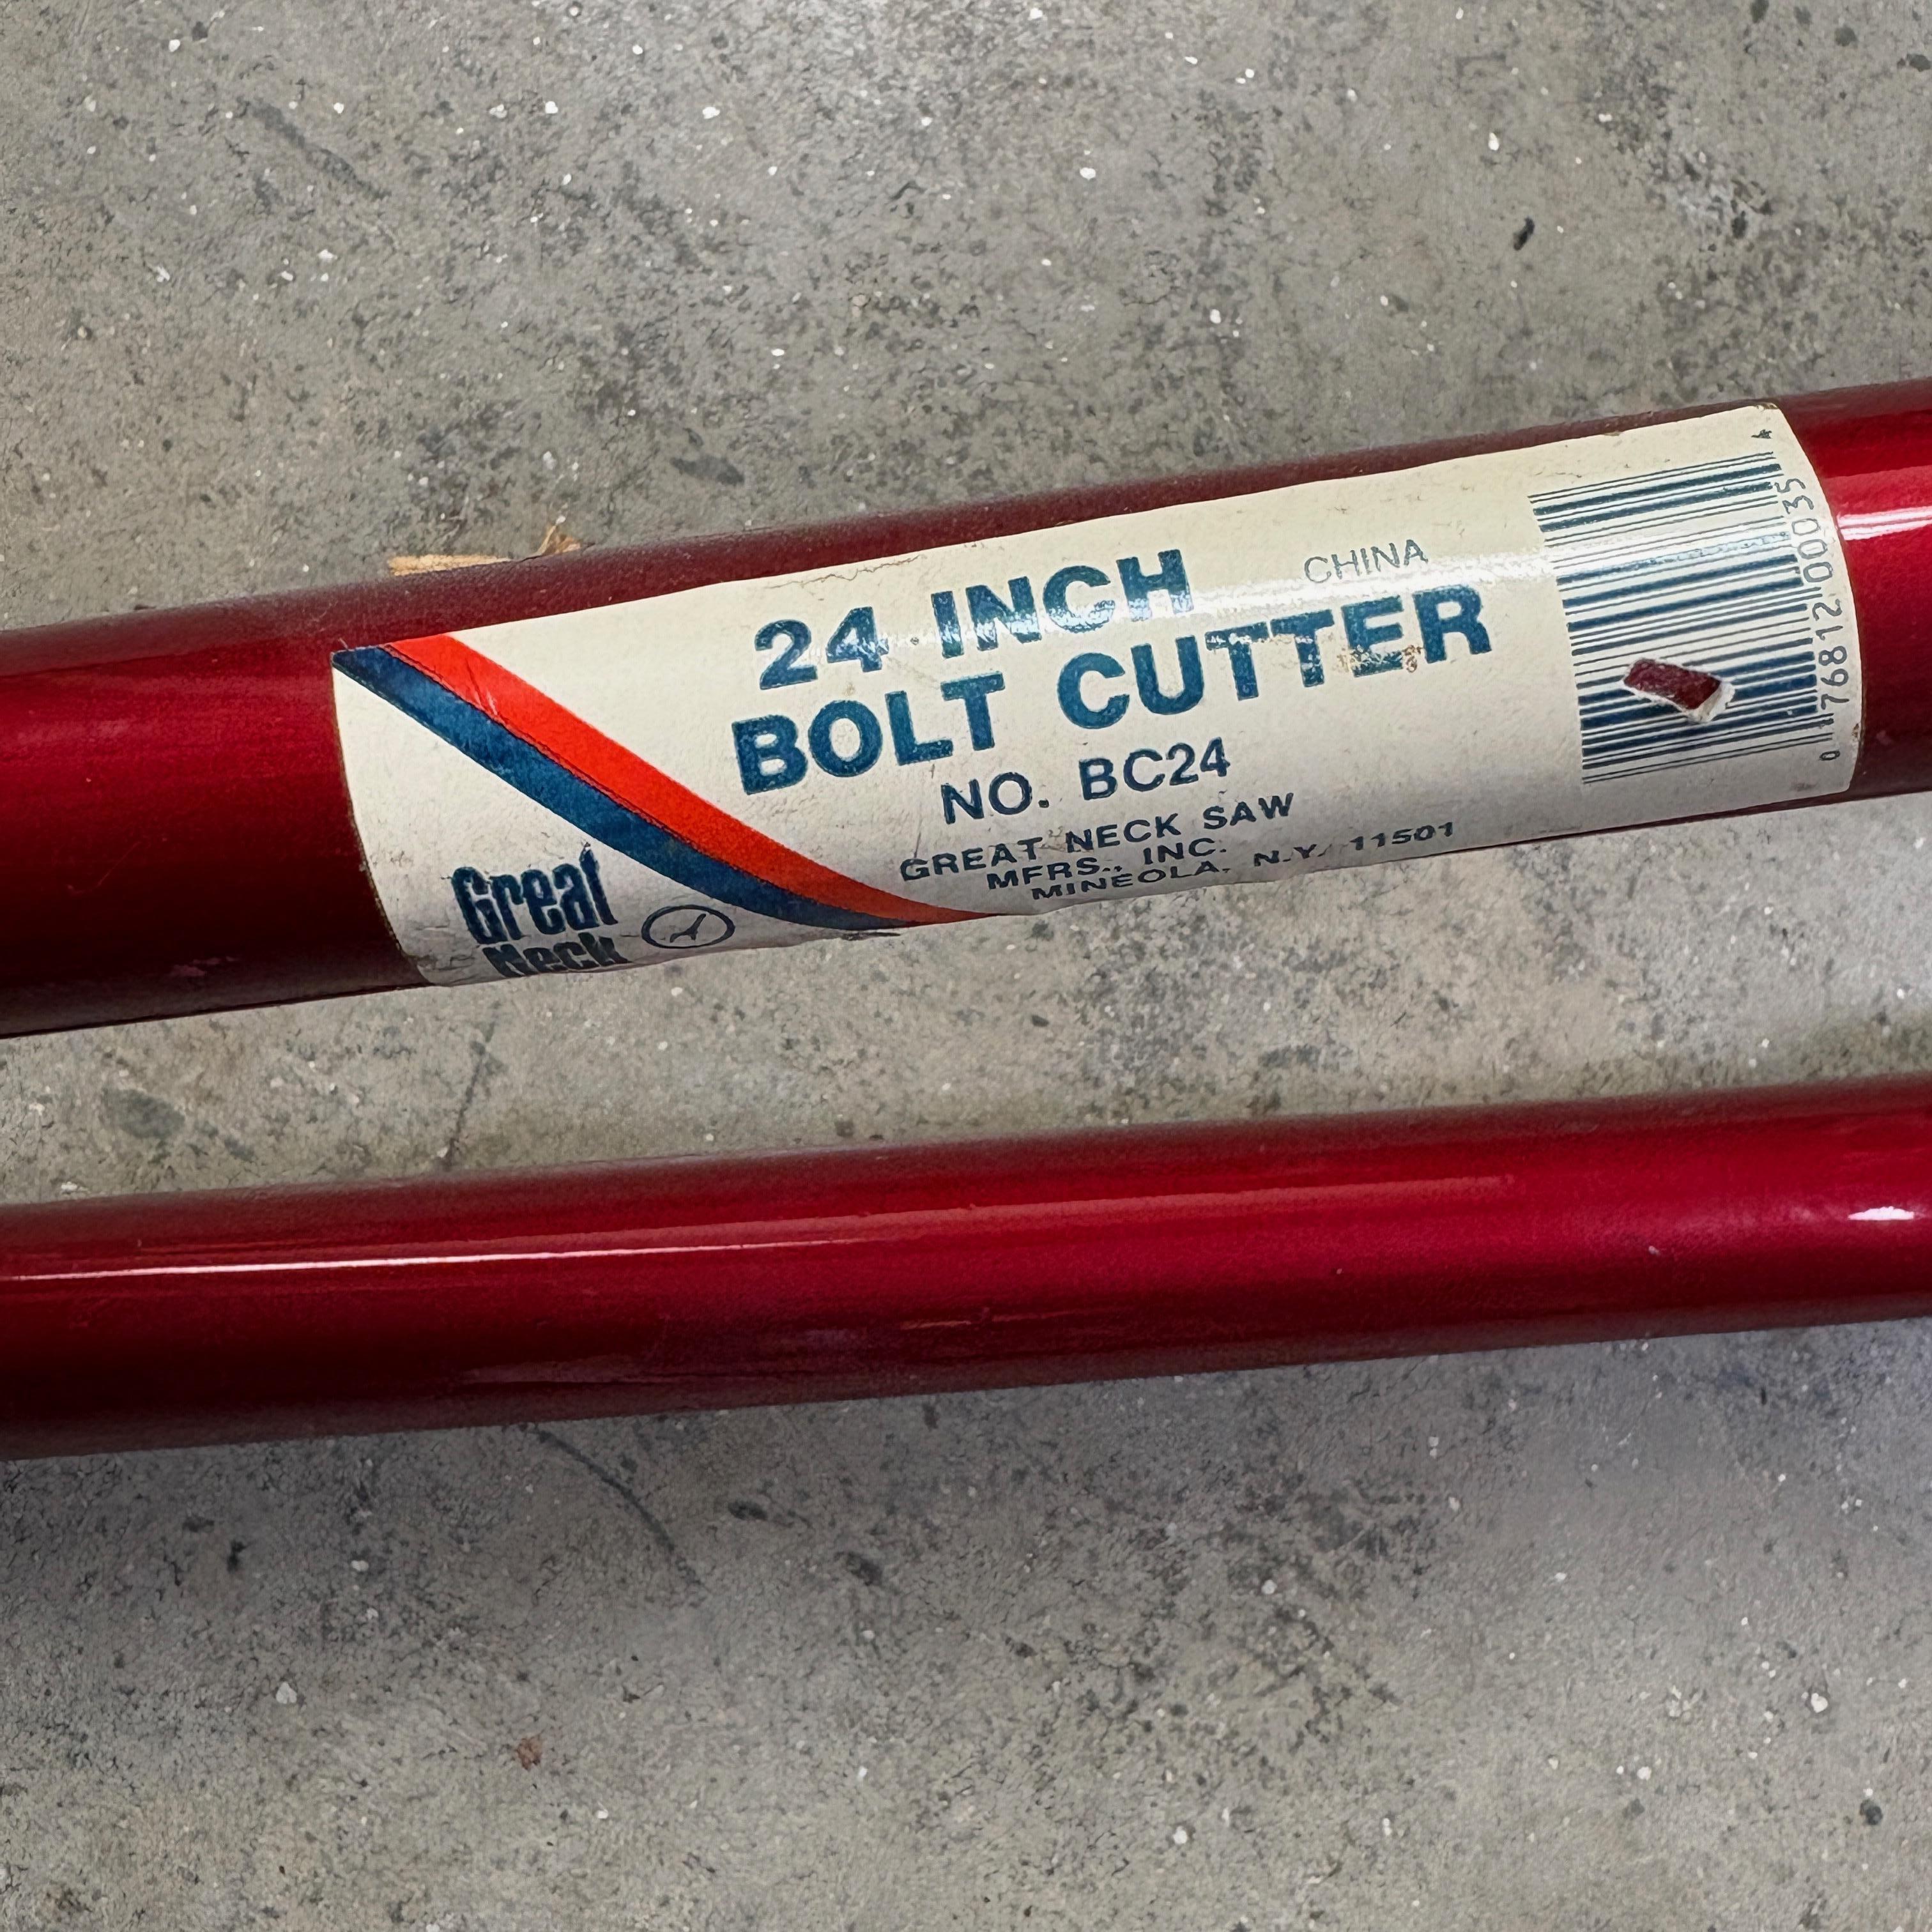 24 INCH
CHINA
BOLT CUTTER
NO. BC24
GREAT NECK SAW
MFRS., INC.
MINEOLA, N.Y. 11501
Great
Neck
0 76812 00035 4